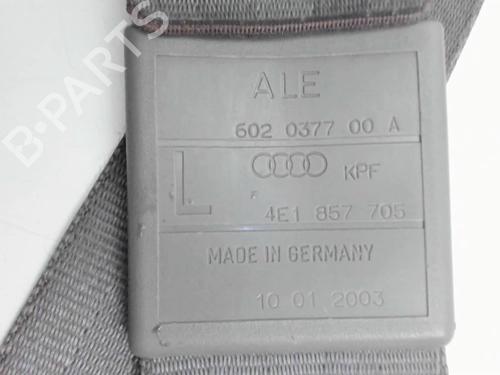 B-PARTS
ALE
602 0377 00 A
L KPF
4E1 857 705
MADE IN GERMANY
10 01 2003